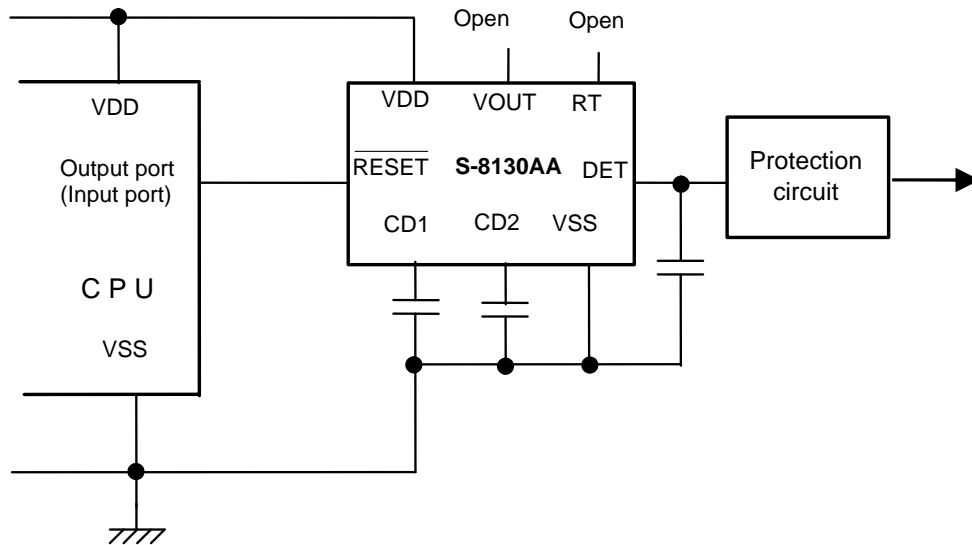 Open
Open
VDD
VOUT
RT
VDD
Output port
(Input port)
RESET
S-8130AA
DET
Protection
circuit
CD1
CD2
VSS
C P U
VSS